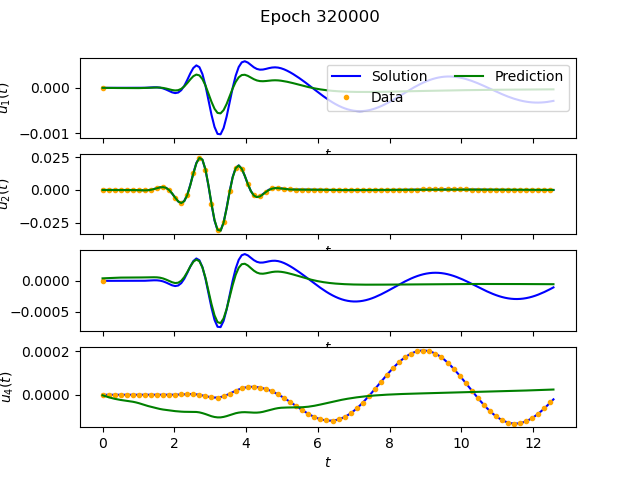 Epoch 320000
Solution
Prediction
Data
0.000
−0.001
u₁(t)
t
0.025
0.000
−0.025
u₂(t)
t
0.0000
−0.0005
t
0.0002
0.0000
u₄(t)
0 2 4 6 8 10 12
t